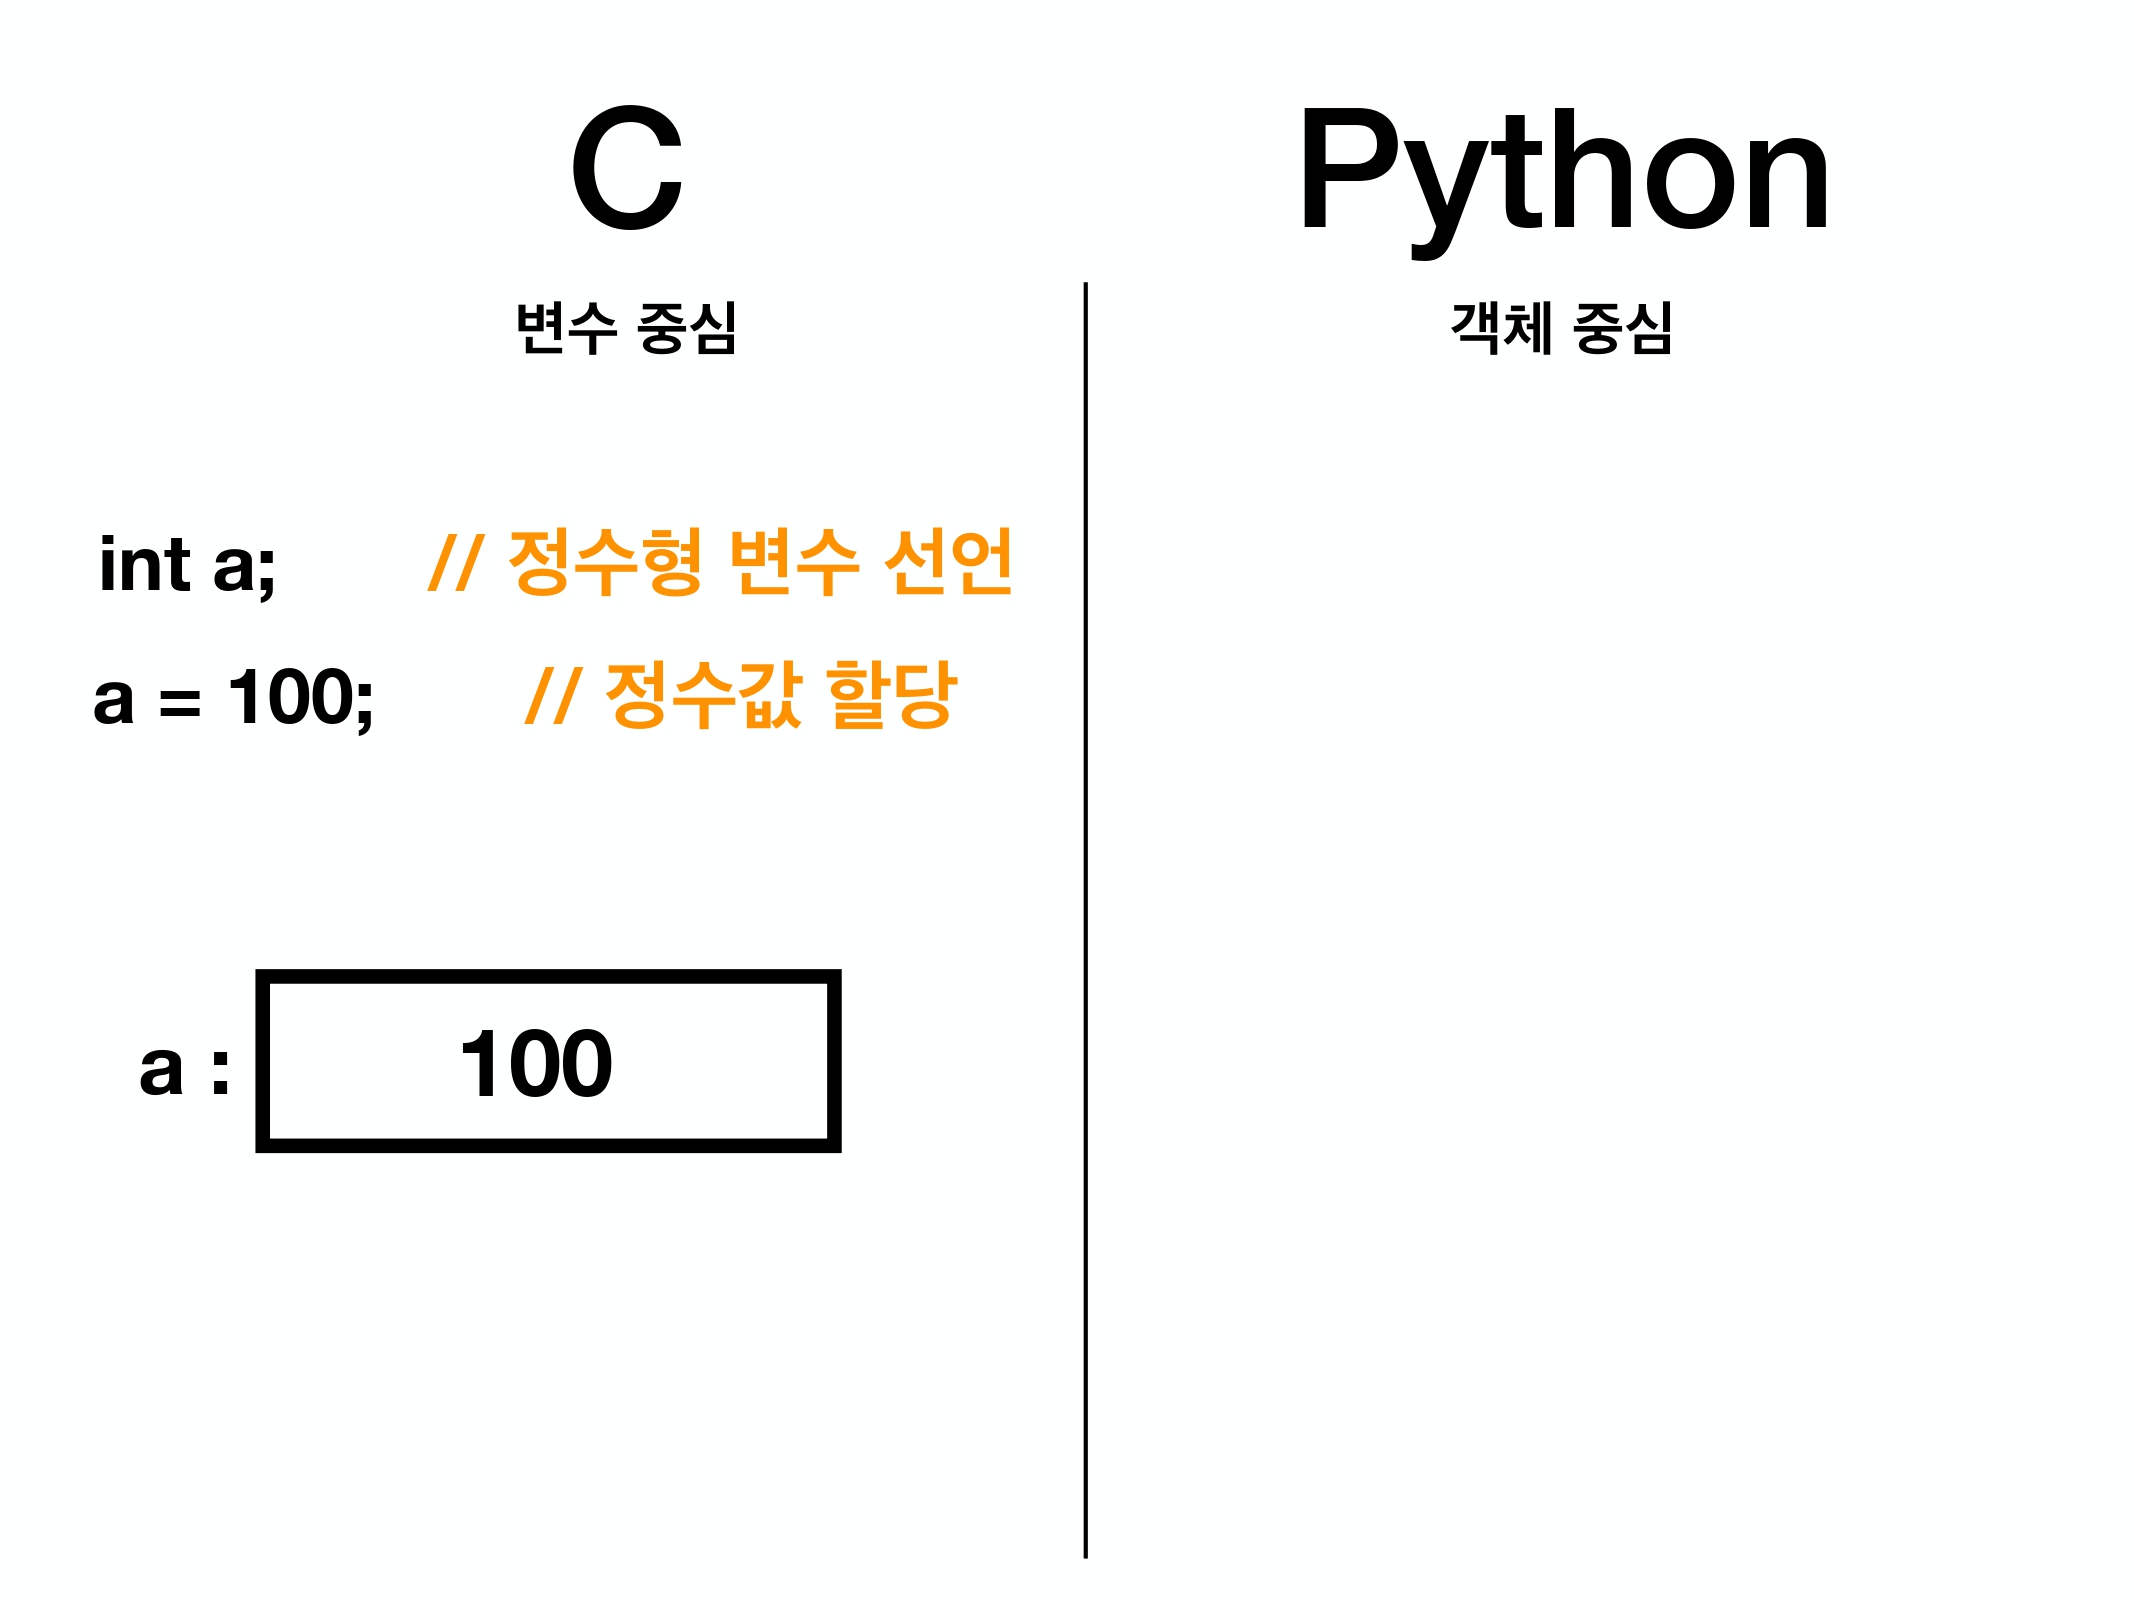 C
변수 중심
int a; // 정수형 변수 선언
a = 100; // 정수값 할당
a : 100
Python
객체 중심